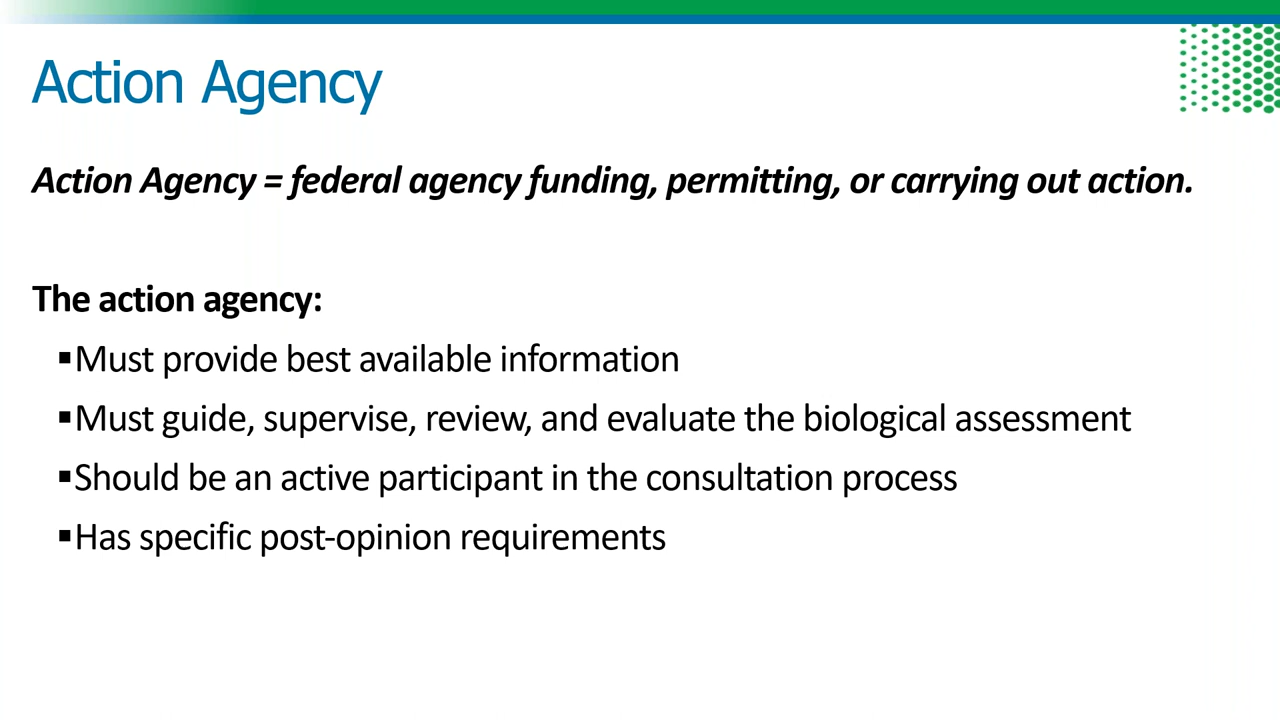 Action Agency
Action Agency = federal agency funding, permitting, or carrying out action.
The action agency:
▪Must provide best available information
▪Must guide, supervise, review, and evaluate the biological assessment
▪Should be an active participant in the consultation process
▪Has specific post-opinion requirements